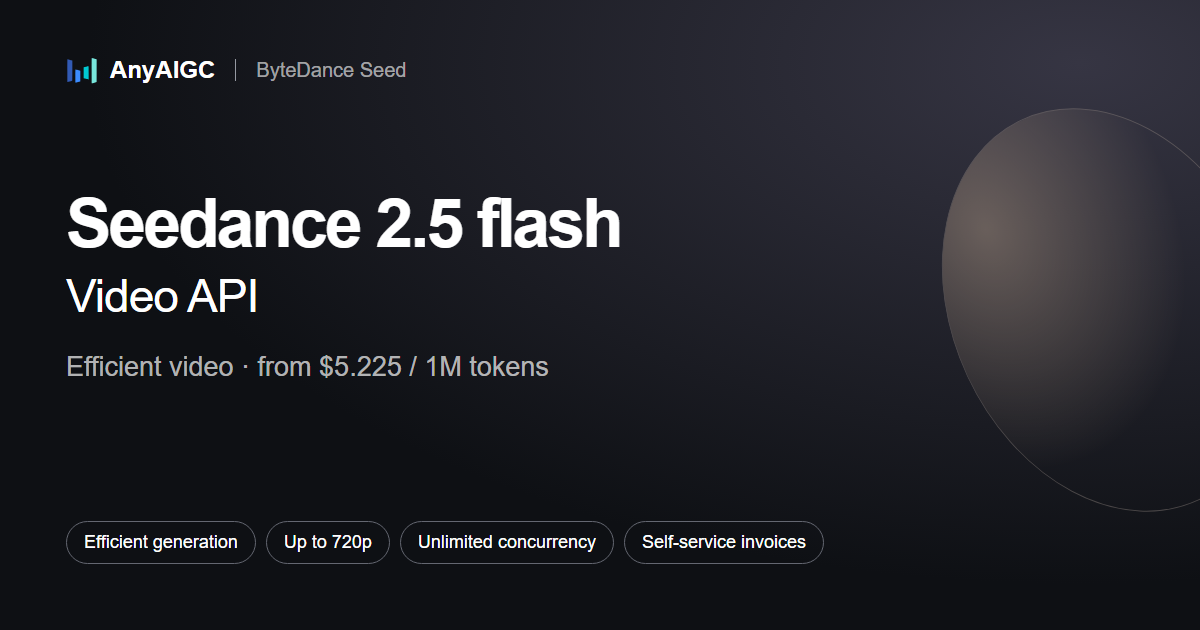 AnyAIGC | ByteDance Seed
Seedance 2.5 flash
Video API
Efficient video · from $5.225 / 1M tokens
Efficient generation
Up to 720p
Unlimited concurrency
Self-service invoices